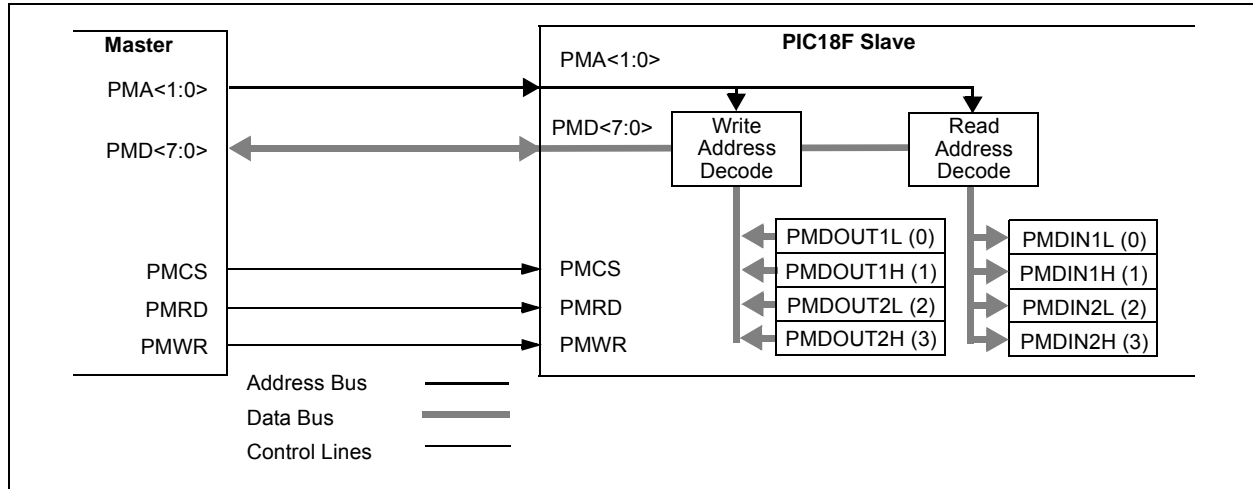 Master
PIC18F Slave
PMA<1:0>
PMA<1:0>
PMD<7:0>
PMD<7:0>
Write
Address
Decode
Read
Address
Decode
PMDOUT1L (0)
PMDOUT1H (1)
PMDOUT2L (2)
PMDOUT2H (3)
PMDIN1L (0)
PMDIN1H (1)
PMDIN2L (2)
PMDIN2H (3)
PMCS
PMCS
PMRD
PMRD
PMWR
PMWR
Address Bus
Data Bus
Control Lines